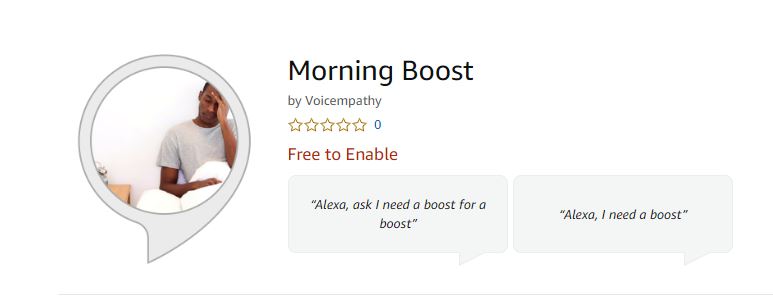 Morning Boost
by Voicempathy
0
Free to Enable
“Alexa, ask I need a boost for a
boost”
“Alexa, I need a boost”